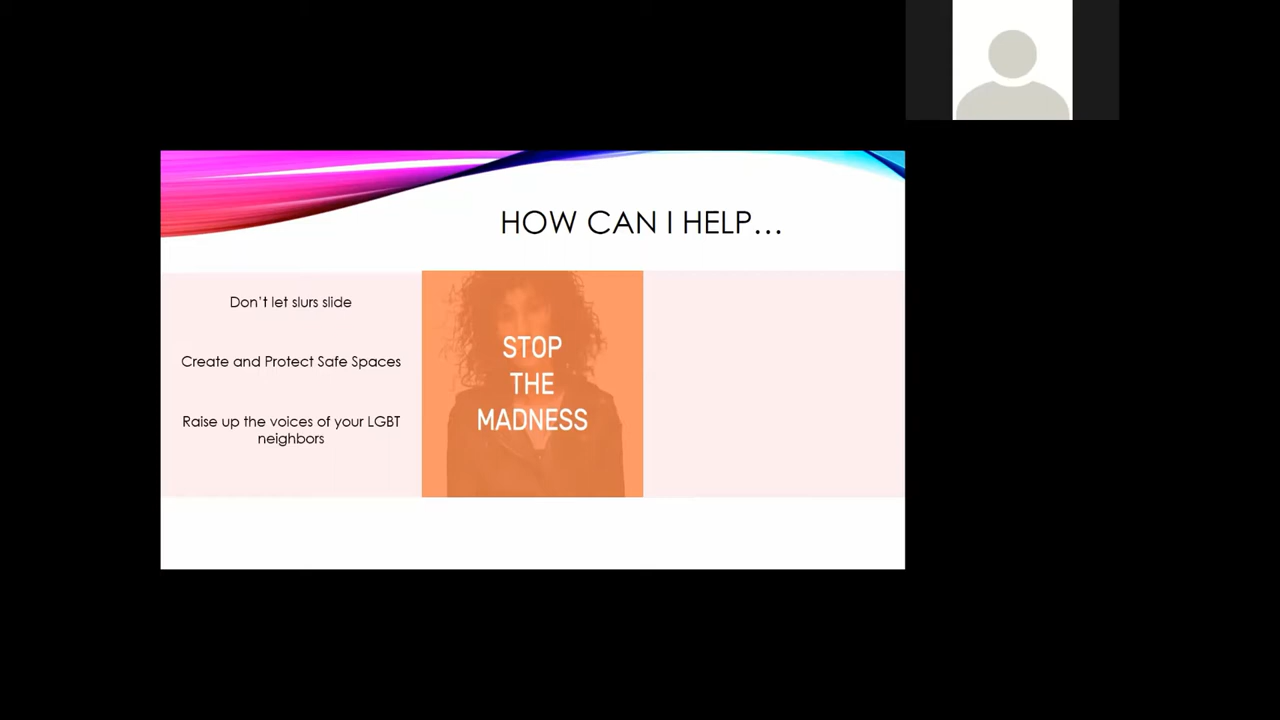 HOW CAN I HELP...
Don't let slurs slide
Create and Protect Safe Spaces
Raise up the voices of your LGBT
neighbors
STOP
THE
MADNESS